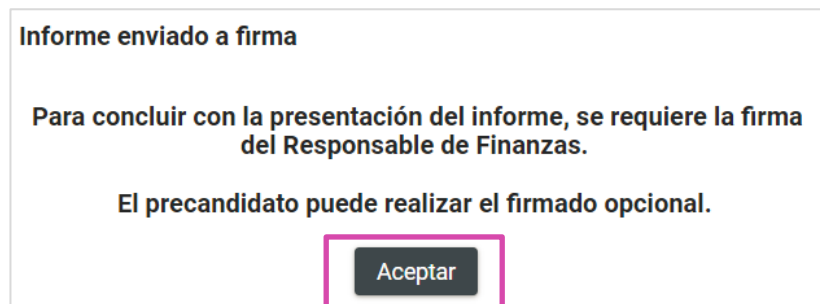 Informe enviado a firma
Para concluir con la presentación del informe, se requiere la firma
del Responsable de Finanzas.
El precandidato puede realizar el firmado opcional.
Aceptar